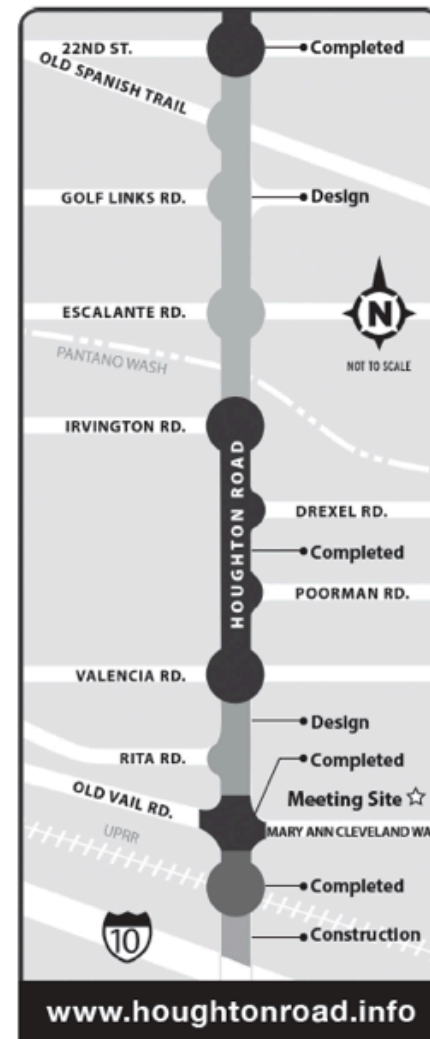 22ND ST.
Completed
OLD SPANISH TRAIL
GOLF LINKS RD.
Design
ESCALANTE RD.
N
NOT TO SCALE
PANTANO WASH
IRVINGTON RD.
HOUGHTON ROAD
DREXEL RD.
Completed
POORMAN RD.
VALENCIA RD.
Design
RITA RD.
Completed
OLD VAIL RD.
Meeting Site
MARY ANN CLEVELAND WA
UPRR
Completed
10
Construction
www.houghtonroad.info